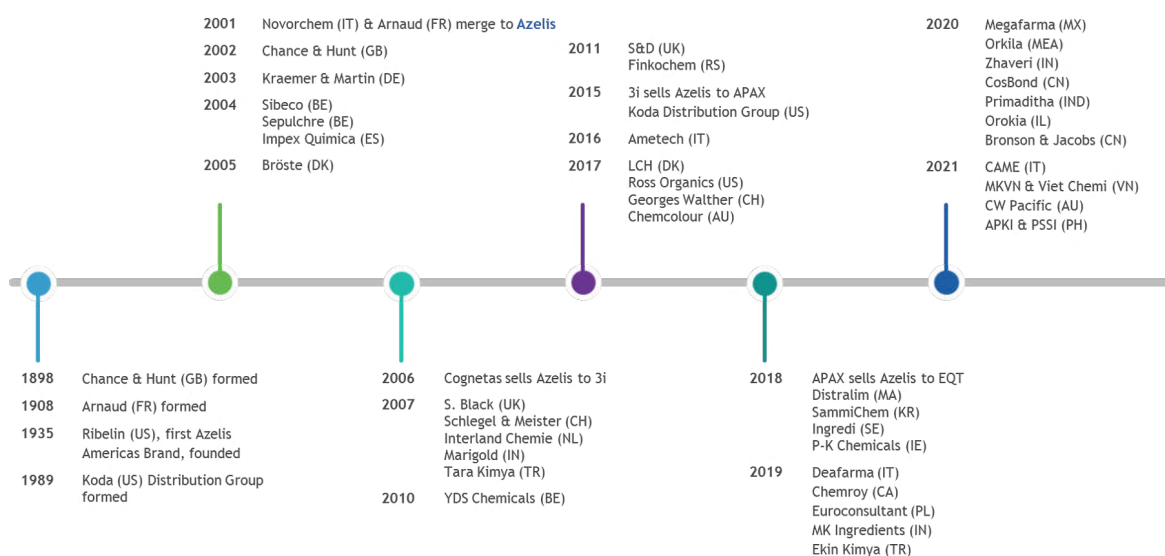 2001 Novorchem (IT) & Arnaud (FR) merge to Azelis
2002 Chance & Hunt (GB)
2003 Kraemer & Martin (DE)
2004 Sibeco (BE)
Sepulchre (BE)
Impex Quimica (ES)
2005 Bröste (DK)
2011 S&D (UK)
Finkochem (RS)
2015 3i sells Azelis to APAX
Koda Distribution Group (US)
2016 Ametech (IT)
2017 LCH (DK)
Ross Organics (US)
Georges Walther (CH)
Chemcolour (AU)
2020 Megafarma (MX)
Orkila (MEA)
Zhaveri (IN)
CosBond (CN)
Primaditha (IND)
Orokia (IL)
Bronson & Jacobs (CN)
2021 CAME (IT)
MKVN & Viet Chemi (VN)
CW Pacific (AU)
APKI & PSSI (PH)
1898 Chance & Hunt (GB) formed
1908 Arnaud (FR) formed
1935 Ribelin (US), first Azelis
Americas Brand, founded
1989 Koda (US) Distribution Group
formed
2006 Cognetas sells Azelis to 3i
2007 S. Black (UK)
Schlegel & Meister (CH)
Interland Chemie (NL)
Marigold (IN)
Tara Kimya (TR)
2010 YDS Chemicals (BE)
2018 APAX sells Azelis to EQT
Distralim (MA)
SammiChem (KR)
Ingredi (SE)
P-K Chemicals (IE)
2019 Deafarma (IT)
Chemroy (CA)
Euroconsultant (PL)
MK Ingredients (IN)
Ekin Kimya (TR)